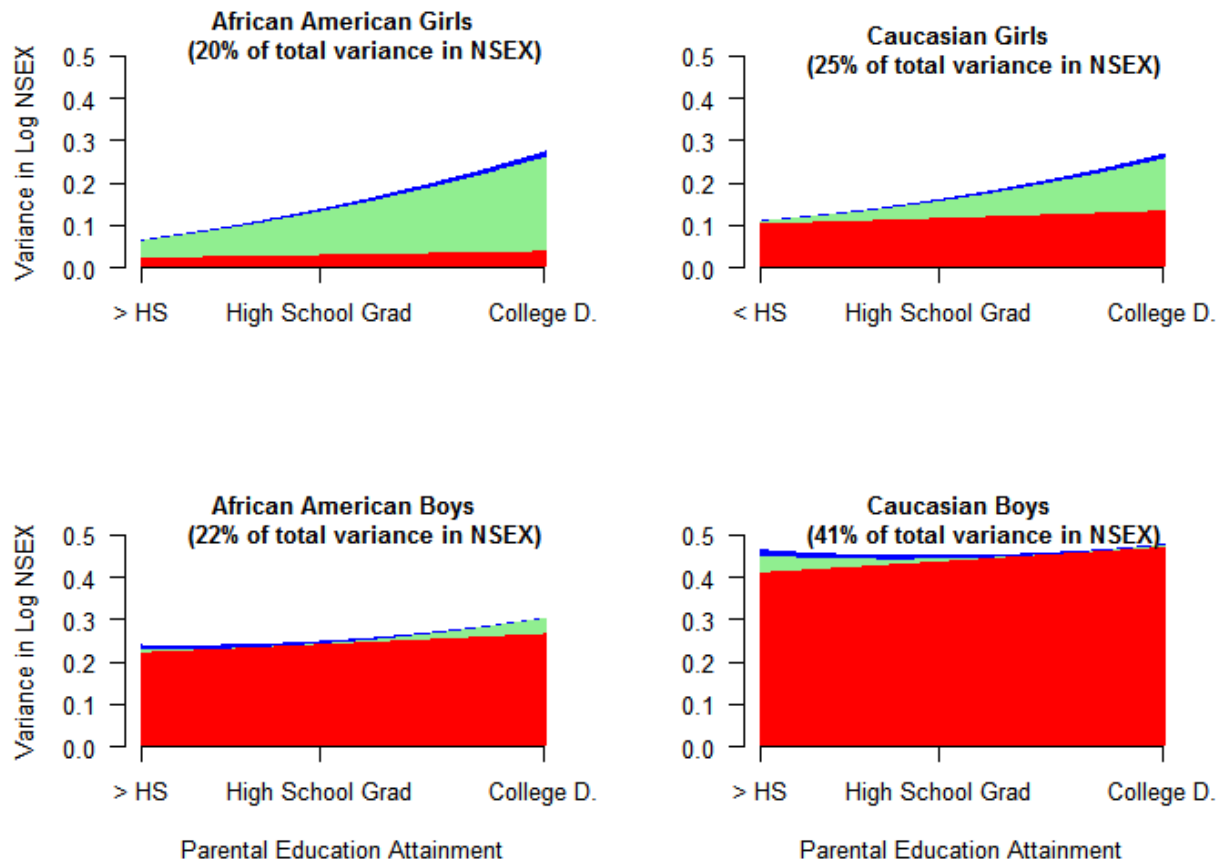 African American Girls
(20% of total variance in NSEX)
Variance in Log NSEX
0.5
0.4
0.3
0.2
0.1
0.0
> HS High School Grad College D.
Caucasian Girls
(25% of total variance in NSEX)
0.5
0.4
0.3
0.2
0.1
0.0
< HS High School Grad College D.
African American Boys
(22% of total variance in NSEX)
Variance in Log NSEX
0.5
0.4
0.3
0.2
0.1
0.0
> HS High School Grad College D.
Parental Education Attainment
Caucasian Boys
(41% of total variance in NSEX)
0.5
0.4
0.3
0.2
0.1
0.0
> HS High School Grad College D.
Parental Education Attainment